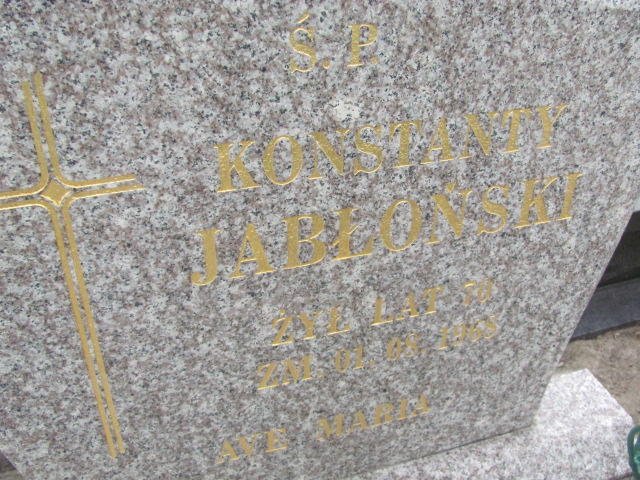 Ś. P.
KONSTANTY
JABŁOŃSKI
ŻYŁ LAT 70
ZM. 01. 08. 1968
AVE MARIA